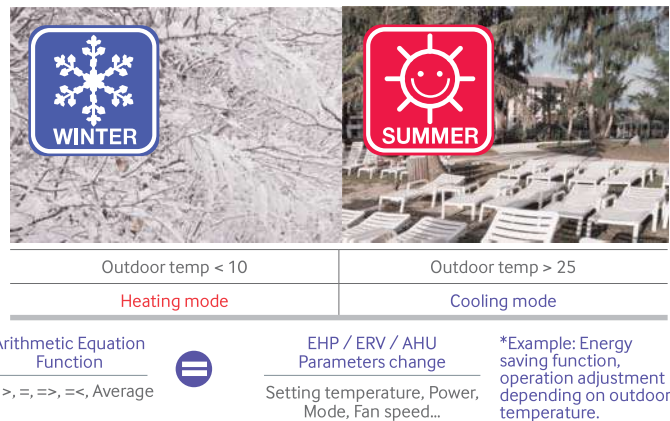 WINTER
SUMMER
Outdoor temp < 10
Outdoor temp > 25
Heating mode
Cooling mode
Arithmetic Equation
Function
>, =, =>, =<, Average
EHP / ERV / AHU
Parameters change
Setting temperature, Power,
Mode, Fan speed...
*Example: Energy
saving function,
operation adjustment
depending on outdoor
temperature.